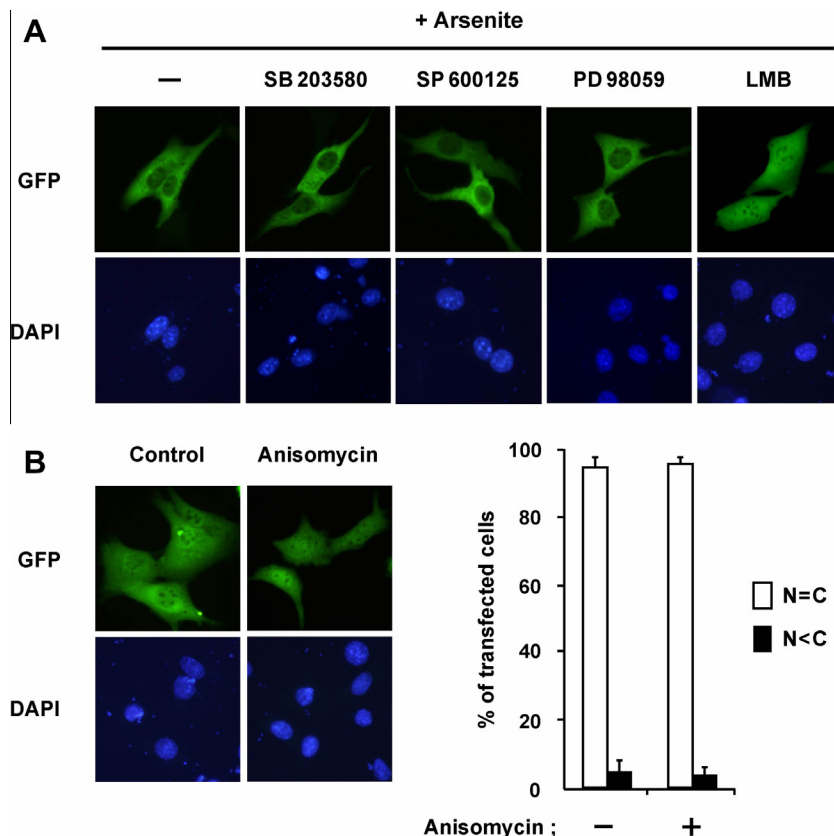 A
+ Arsenite
— SB 203580 SP 600125 PD 98059 LMB
GFP
DAPI
B
Control Anisomycin
GFP
DAPI
% of transfected cells
100
80
60
40
20
0
N=C
N<C
Anisomycin ; — +